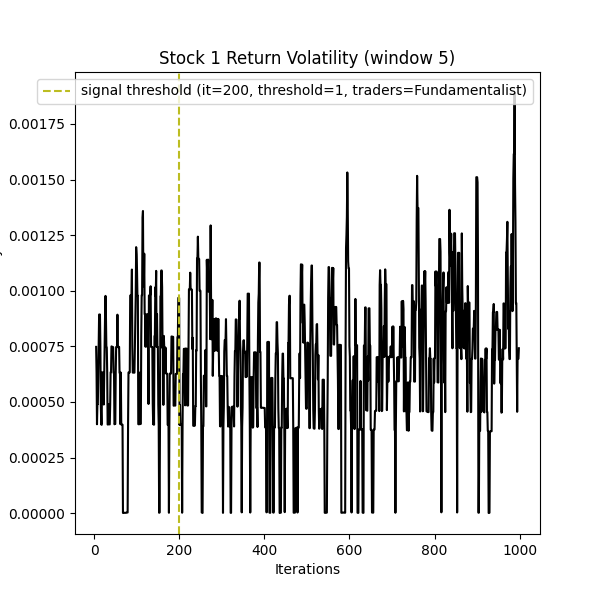 Stock 1 Return Volatility (window 5)
signal threshold (it=200, threshold=1, traders=Fundamentalist)
0.00175
0.00150
0.00125
0.00100
0.00075
0.00050
0.00025
0.00000
0 200 400 600 800 1000
Iterations